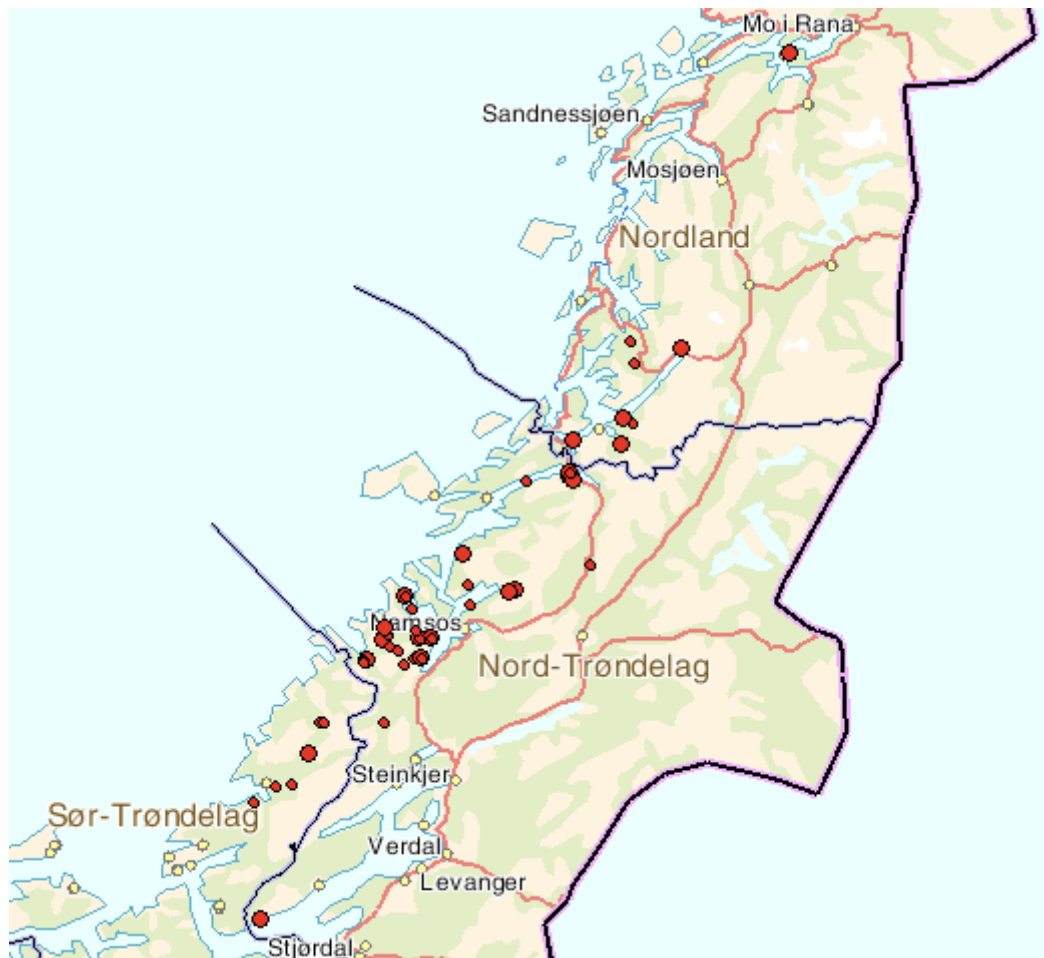 Mo i Rana
Sandnessjøen
Mosjøen
Nordland
Namsos
Nord-Trøndelag
Steinkjer
Sør-Trøndelag
Verdal
Levanger
Stjørdal